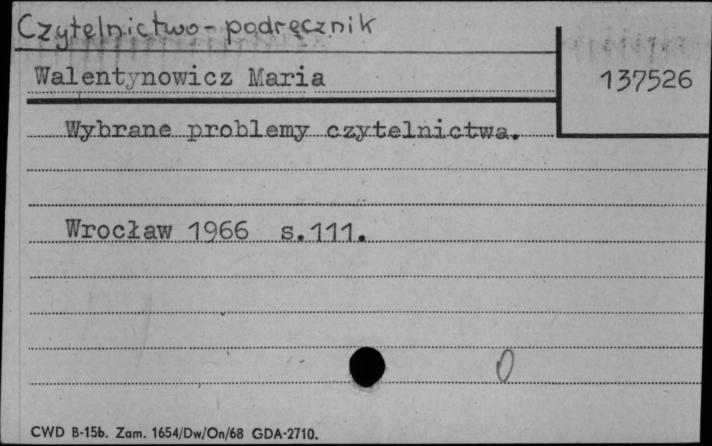 Czytelnictwo - podręcznik
Walentynowicz Maria
137526
Wybrane problemy czytelnictwa.
Wrocław 1966 s.111.
0
CWD B-15b. Zam. 1654/Dw/On/68 GDA-2710.